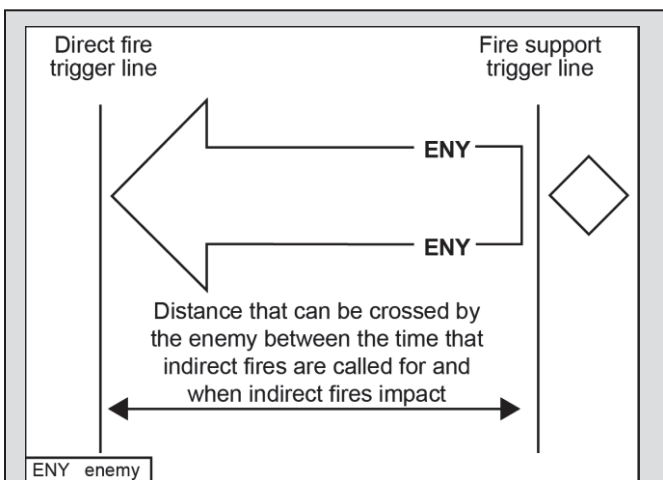 Direct fire
trigger line
Fire support
trigger line
ENY
ENY
Distance that can be crossed by
the enemy between the time that
indirect fires are called for and
when indirect fires impact
ENY enemy